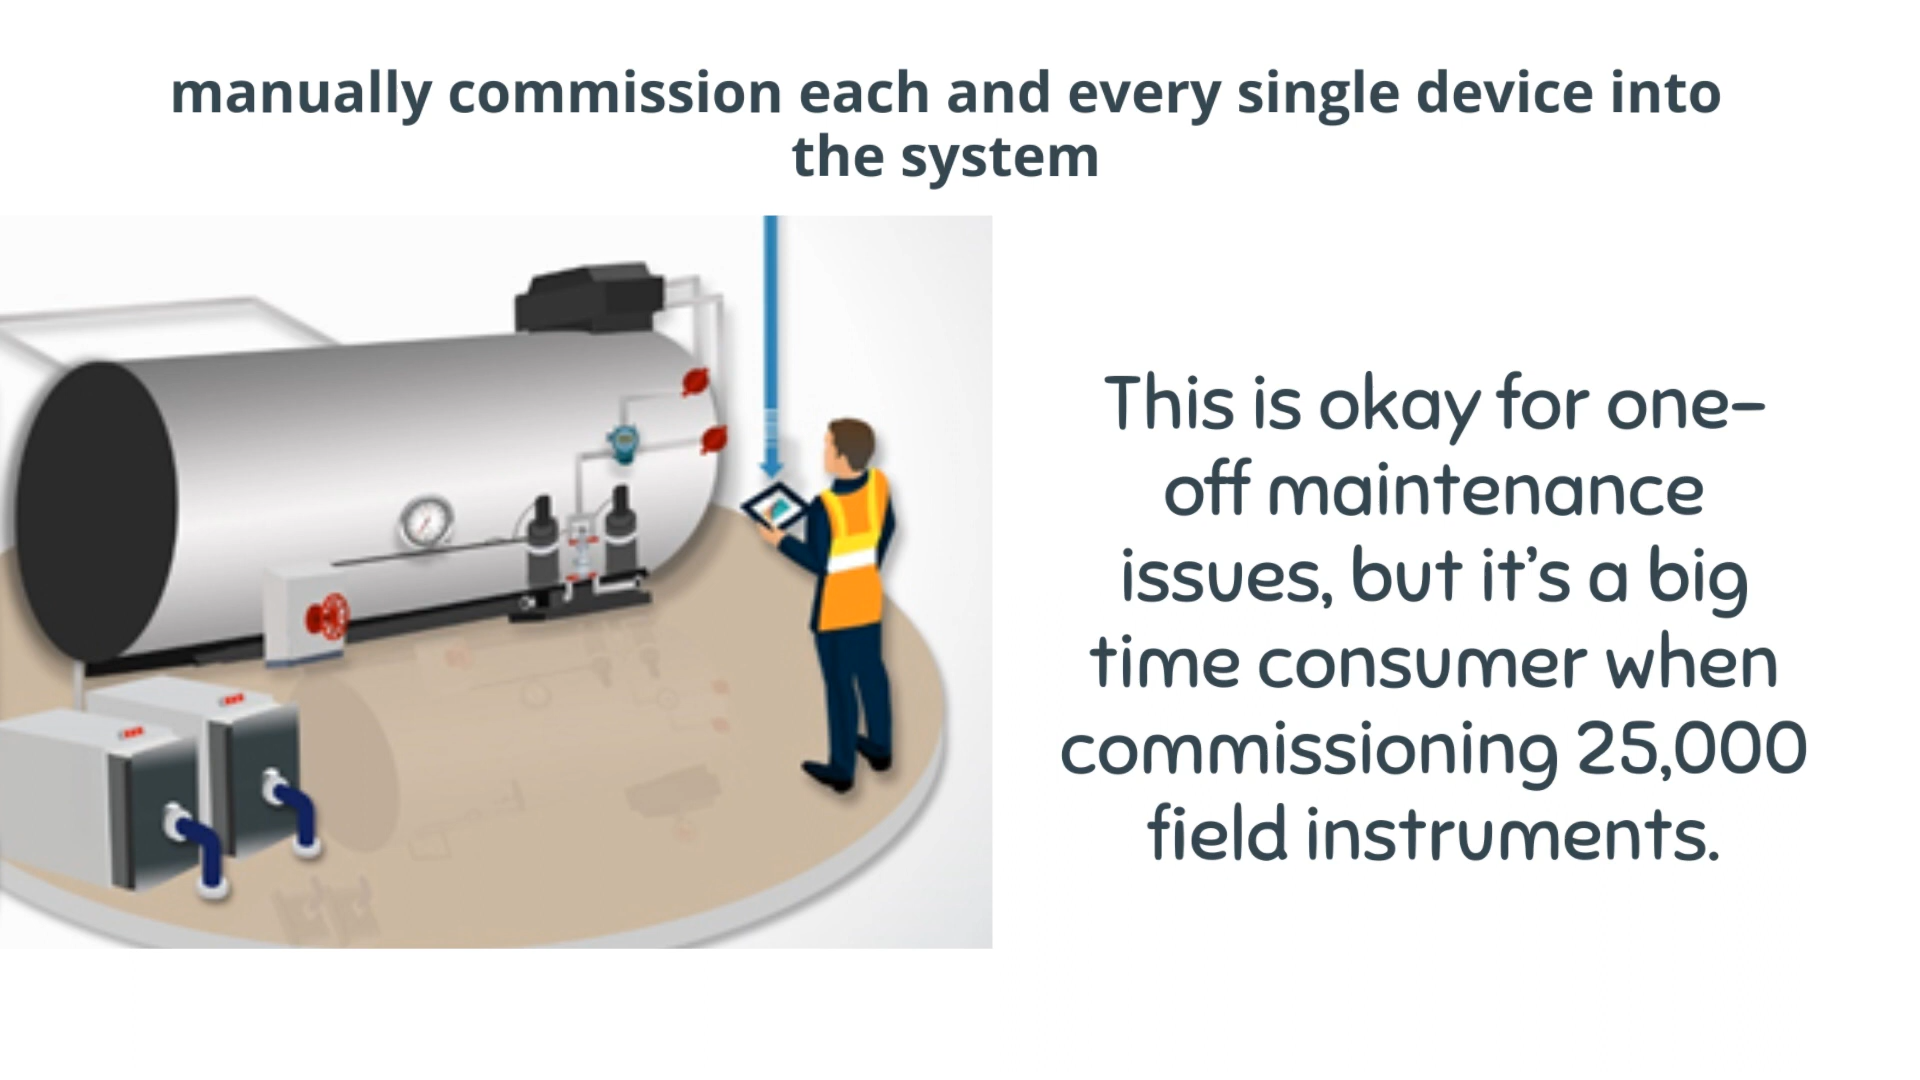 manually commission each and every single device into
the system
This is okay for one-
off maintenance
issues, but it's a big
time consumer when
commissioning 25,000
field instruments.